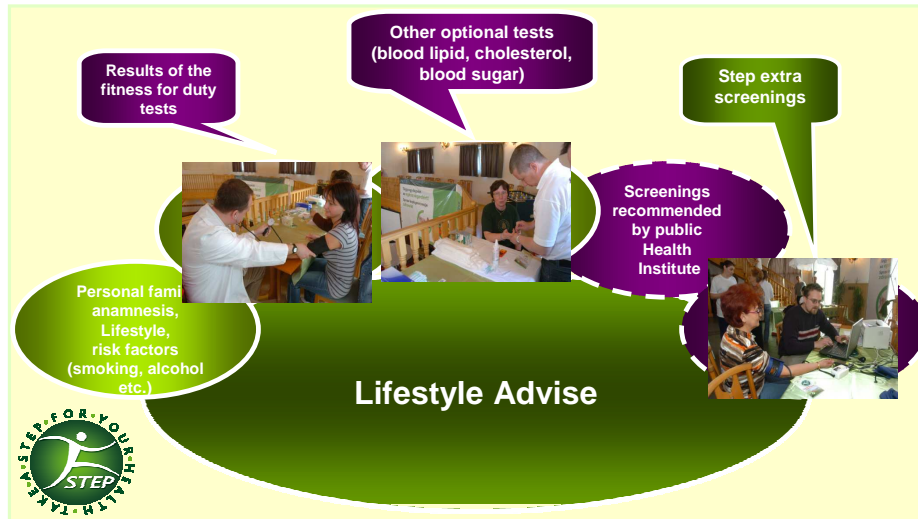 Results of the
fitness for duty
tests
Other optional tests
(blood lipid, cholesterol,
blood sugar)
Step extra
screenings
Screenings
recommended
by public
Health
Institute
Personal fami
anamnesis,
Lifestyle,
risk factors
(smoking, alcohol
etc.)
Lifestyle Advise
TAKE·A·STEP·FOR·YOUR·HEALTH
STEP